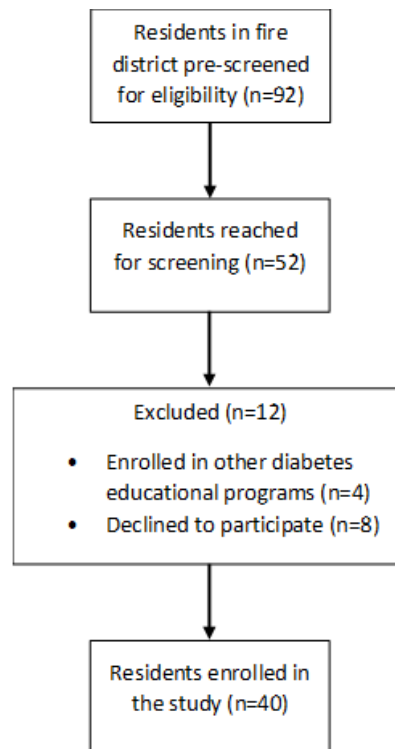 Residents in fire
district pre-screened
for eligibility (n=92)
Residents reached
for screening (n=52)
Excluded (n=12)
• Enrolled in other diabetes
educational programs (n=4)
• Declined to participate (n=8)
Residents enrolled in
the study (n=40)